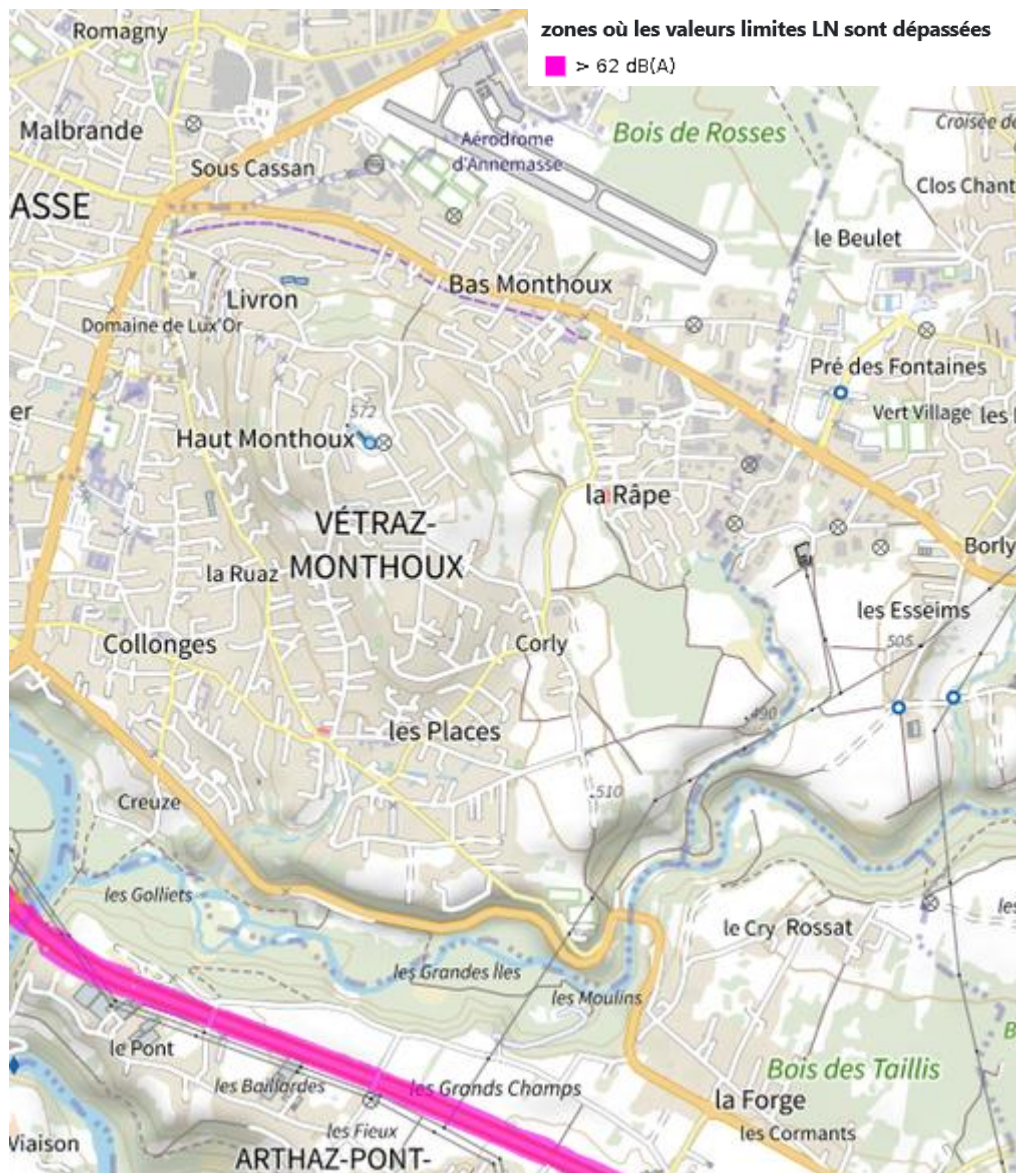 zones où les valeurs limites LN sont dépassées
> 62 dB(A)
Romagny
Malbrande
Sous Cassan
Aérodrome
d'Annemasse
Bois de Rosses
Croisée de
Clos Chant
ASSE
le Beulet
Livron
Bas Monthoux
Domaine de Lux'Or
Pré des Fontaines
er
572
Vert Village
les
Haut Monthoux
la Râpe
VÉTRAZ-
MONTHOUX
la Ruaz
Borly
les Esseims
505
Collonges
Corly
490
les Places
510
Creuze
les Golliets
le Cry
Rossat
les
les Grandes Îles
les Moulins
B
le Pont
les Baillardes
les Grands Champs
Bois des Taillis
la Forge
les Fieux
les Cormants
Viaison
ARTHAZ-PONT-